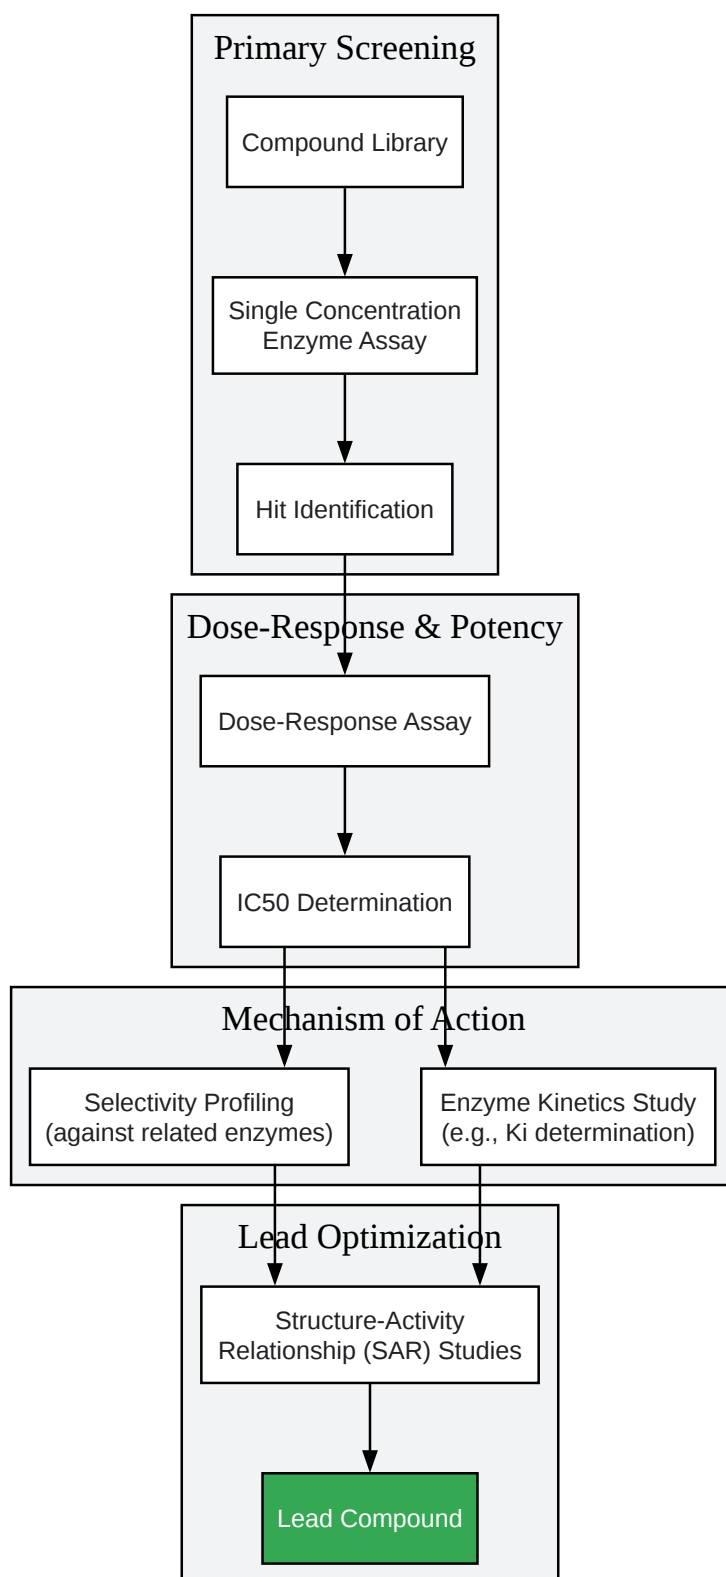 Primary Screening
Compound Library
Single Concentration
Enzyme Assay
Hit Identification
Dose-Response & Potency
Dose-Response Assay
IC50 Determination
Mechanism of Action
Selectivity Profiling
(against related enzymes)
Enzyme Kinetics Study
(e.g., Ki determination)
Lead Optimization
Structure-Activity
Relationship (SAR) Studies
Lead Compound